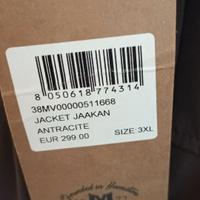 8 050618 774314
38MV00000511668
JACKET JAAKAN
ANTRACITE
EUR 299.00 SIZE: 3XL